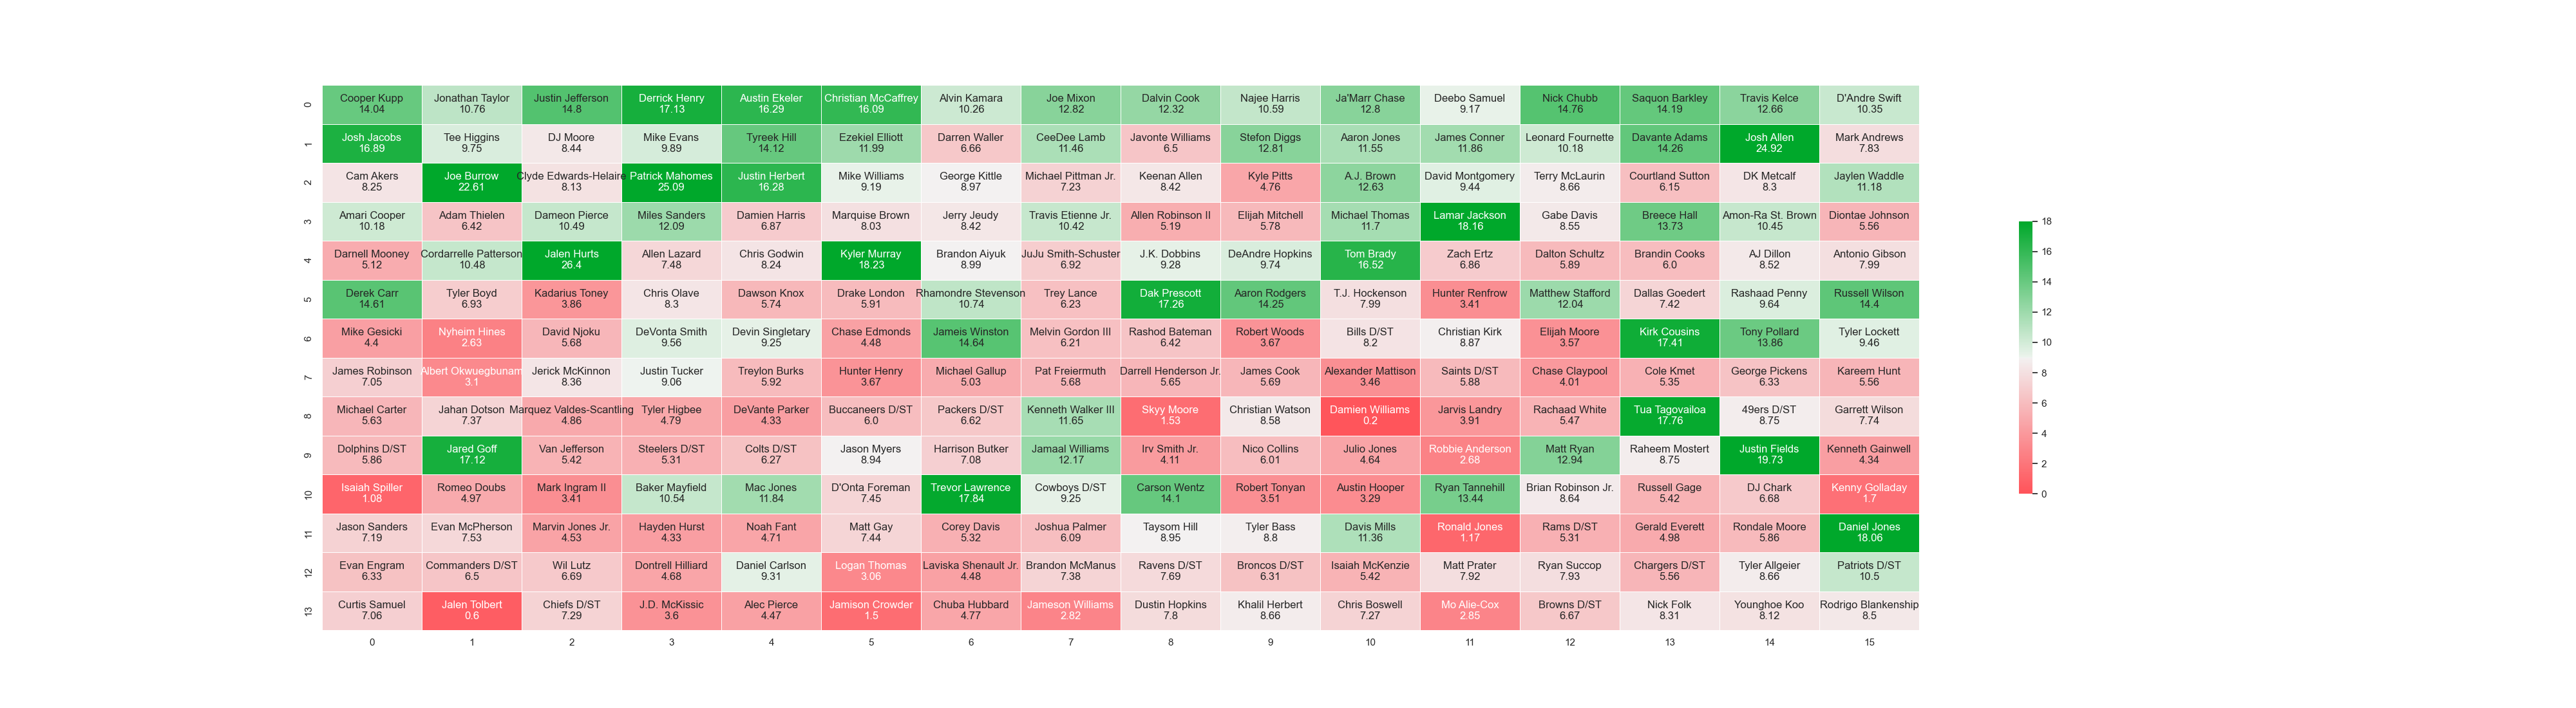 Cooper Kupp Jonathan Taylor Justin Jefferson Derrick Henry Austin Ekeler Christian McCaffrey Alvin Kamara Joe Mixon Dalvin Cook Najee Harris Ja'Marr Chase Deebo Samuel Nick Chubb Saquon Barkley Travis Kelce D'Andre Swift
0 14.04 10.76 14.8 17.13 16.29 16.09 10.26 12.82 12.32 10.59 12.8 9.17 14.76 14.19 12.66 10.35
Josh Jacobs Tee Higgins DJ Moore Mike Evans Tyreek Hill Ezekiel Elliott Darren Waller CeeDee Lamb Javonte Williams Stefon Diggs Aaron Jones James Conner Leonard Fournette Davante Adams Josh Allen Mark Andrews
1 16.89 9.75 8.44 9.89 14.12 11.99 6.66 11.46 6.5 12.81 11.55 11.86 10.18 14.26 24.92 7.83
Cam Akers Joe Burrow Clyde Edwards-Helaire Patrick Mahomes Justin Herbert Mike Williams George Kittle Michael Pittman Jr. Keenan Allen Kyle Pitts A.J. Brown David Montgomery Terry McLaurin Courtland Sutton DK Metcalf Jaylen Waddle
2 8.25 22.61 8.13 25.09 16.28 9.19 8.97 7.23 8.42 4.76 12.63 9.44 8.66 6.15 8.3 11.18
Amari Cooper Adam Thielen Dameon Pierce Miles Sanders Damien Harris Marquise Brown Jerry Jeudy Travis Etienne Jr. Allen Robinson II Elijah Mitchell Michael Thomas Lamar Jackson Gabe Davis Breece Hall Amon-Ra St. Brown Diontae Johnson
3 10.18 6.42 10.49 12.09 6.87 8.03 8.42 10.42 5.19 5.78 11.7 18.16 8.55 13.73 10.45 5.56
Darnell Mooney Cordarrelle Patterson Jalen Hurts Allen Lazard Chris Godwin Kyler Murray Brandon Aiyuk JuJu Smith-Schuster J.K. Dobbins DeAndre Hopkins Tom Brady Zach Ertz Dalton Schultz Brandin Cooks AJ Dillon Antonio Gibson
4 5.12 10.48 26.4 7.48 8.24 18.23 8.99 6.92 9.28 9.74 16.52 6.86 5.89 6.0 8.52 7.99
Derek Carr Tyler Boyd Kadarius Toney Chris Olave Dawson Knox Drake London Rhamondre Stevenson Trey Lance Dak Prescott Aaron Rodgers T.J. Hockenson Hunter Renfrow Matthew Stafford Dallas Goedert Rashaad Penny Russell Wilson
5 14.61 6.93 3.86 8.3 5.74 5.91 10.74 6.23 17.26 14.25 7.99 3.41 12.04 7.42 9.64 14.4
Mike Gesicki Nyheim Hines David Njoku DeVonta Smith Devin Singletary Chase Edmonds Jameis Winston Melvin Gordon III Rashod Bateman Robert Woods Bills D/ST Christian Kirk Elijah Moore Kirk Cousins Tony Pollard Tyler Lockett
6 4.4 2.63 5.68 9.56 9.25 4.48 14.64 6.21 6.42 3.67 8.2 8.87 3.57 17.41 13.86 9.46
James Robinson Albert Okwuegbunam Jerick McKinnon Justin Tucker Treylon Burks Hunter Henry Michael Gallup Pat Freiermuth Darrell Henderson Jr. James Cook Alexander Mattison Saints D/ST Chase Claypool Cole Kmet George Pickens Kareem Hunt
7 7.05 3.1 8.36 9.06 5.92 3.67 5.03 5.68 5.65 5.69 3.46 5.88 4.01 5.35 6.33 5.56
Michael Carter Jahan Dotson Marquez Valdes-Scantling Tyler Higbee DeVante Parker Buccaneers D/ST Packers D/ST Kenneth Walker III Skyy Moore Christian Watson Damien Williams Jarvis Landry Rachaad White Tua Tagovailoa 49ers D/ST Garrett Wilson
8 5.63 7.37 4.86 4.79 4.33 6.0 6.62 11.65 1.53 8.58 0.2 3.91 5.47 17.76 8.75 7.74
Dolphins D/ST Jared Goff Van Jefferson Steelers D/ST Colts D/ST Jason Myers Harrison Butker Jamaal Williams Irv Smith Jr. Nico Collins Julio Jones Robbie Anderson Matt Ryan Raheem Mostert Justin Fields Kenneth Gainwell
9 5.86 17.12 5.42 5.31 6.27 8.94 7.08 12.17 4.11 6.01 4.64 2.68 12.94 8.75 19.73 4.34
Isaiah Spiller Romeo Doubs Mark Ingram II Baker Mayfield Mac Jones D'Onta Foreman Trevor Lawrence Cowboys D/ST Carson Wentz Robert Tonyan Austin Hooper Ryan Tannehill Brian Robinson Jr. Russell Gage DJ Chark Kenny Golladay
10 1.08 4.97 3.41 10.54 11.84 7.45 17.84 9.25 14.1 3.51 3.29 13.44 8.64 5.42 6.68 1.7
Jason Sanders Evan McPherson Marvin Jones Jr. Hayden Hurst Noah Fant Matt Gay Corey Davis Joshua Palmer Taysom Hill Tyler Bass Davis Mills Ronald Jones Rams D/ST Gerald Everett Rondale Moore Daniel Jones
11 7.19 7.53 4.53 4.33 4.71 7.44 5.32 6.09 8.95 8.8 11.36 1.17 5.31 4.98 5.86 18.06
Evan Engram Commanders D/ST Wil Lutz Dontrell Hilliard Daniel Carlson Logan Thomas Laviska Shenault Jr. Brandon McManus Ravens D/ST Broncos D/ST Isaiah McKenzie Matt Prater Ryan Succop Chargers D/ST Tyler Allgeier Patriots D/ST
12 6.33 6.5 6.69 4.68 9.31 3.06 4.48 7.38 7.69 6.31 5.42 7.92 7.93 5.56 8.66 10.5
Curtis Samuel Jalen Tolbert Chiefs D/ST J.D. McKissic Alec Pierce Jamison Crowder Chuba Hubbard Jameson Williams Dustin Hopkins Khalil Herbert Chris Boswell Mo Alie-Cox Browns D/ST Nick Folk Younghoe Koo Rodrigo Blankenship
13 7.06 0.6 7.29 3.6 4.47 1.5 4.77 2.82 7.8 8.66 7.27 2.85 6.67 8.31 8.12 8.5
0 1 2 3 4 5 6 7 8 9 10 11 12 13 14 15
18
16
14
12
10
8
6
4
2
0